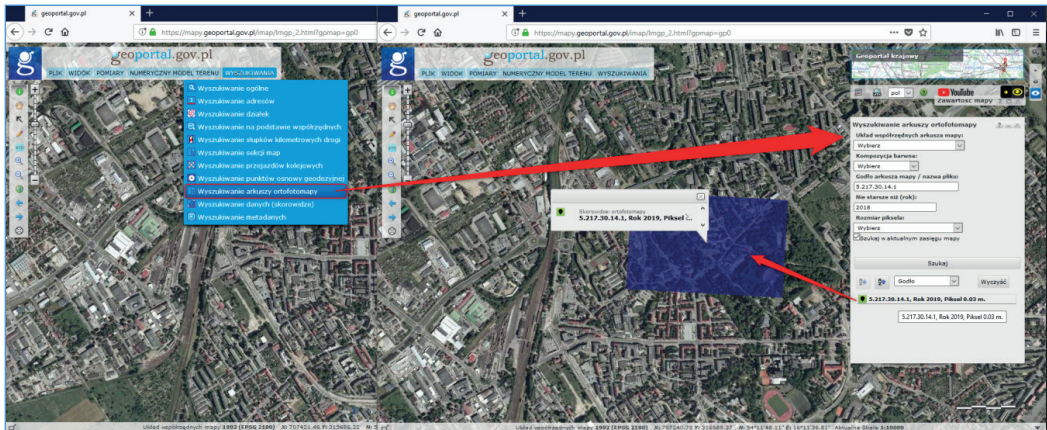 geoportal.gov.pl
https://mapy.geoportal.gov.pl/imap/Imgp_2.html?gpmap=gp0
geoportal.gov.pl
PLIK WIDOK POMIARY NUMERYCZNY MODEL TERENU WYSZUKIWANIA
Wyszukiwanie ogólne
Wyszukiwanie adresów
Wyszukiwanie działek
Wyszukiwanie na podstawie współrzędnych
Wyszukiwanie słupków kilometrowych drogi
Wyszukiwanie sekcji map
Wyszukiwanie przejazdów kolejowych
Wyszukiwanie punktów osnowy geodezyjnej
Wyszukiwanie arkuszy ortofotomapy
Wyszukiwanie danych (skorowidze)
Wyszukiwanie metadanych
Układ współrzędnych mapy 1992 (EPSG 2180)
geoportal.gov.pl
https://mapy.geoportal.gov.pl/imap/Imgp_2.html?gpmap=gp0
geoportal.gov.pl
PLIK WIDOK POMIARY NUMERYCZNY MODEL TERENU WYSZUKIWANIA
Geoportal krajowy
pol
YouTube
Zawartość mapy
Wyszukiwanie arkuszy ortofotomapy
Układ współrzędnych arkusza mapy:
Wybierz
Kompozycja barwna:
Wybierz
Godło arkusza mapy / nazwa pliku:
5.217.30.14.1
Nie starsze niż (rok):
2018
Rozmiar piksela:
Wybierz
Szukaj w aktualnym zasięgu mapy
Szukaj
Godło
Wyczyść
5.217.30.14.1, Rok 2019, Piksel 0.03 m.
5.217.30.14.1, Rok 2019, Piksel 0.03 m.
Skorowidze ortofotomapy
5.217.30.14.1, Rok 2019, Piksel
Układ współrzędnych mapy 1992 (EPSG 2180)
Aktualna Skala 1:10000